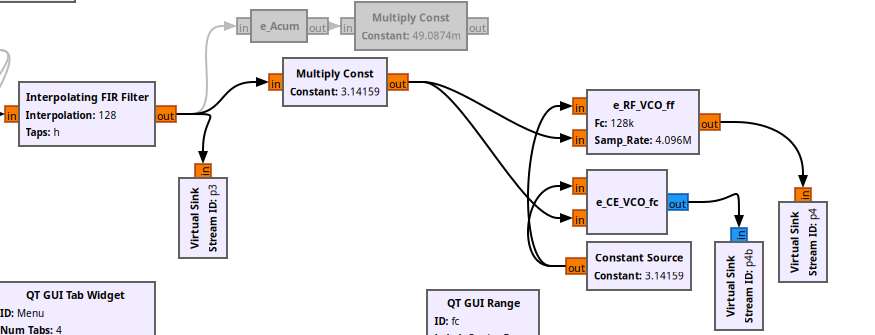 in
e_Acum
out
in
Multiply Const
Constant: 49.0874m
out
in
Interpolating FIR Filter
Interpolation: 128
Taps: h
out
in
Multiply Const
Constant: 3.14159
out
in
in
e_RF_VCO_ff
Fc: 128k
Samp_Rate: 4.096M
out
in
in
e_CE_VCO_fc
out
out
Constant Source
Constant: 3.14159
in
Virtual Sink
Stream ID: p3
in
Virtual Sink
Stream ID: p4b
in
Virtual Sink
Stream ID: p4
QT GUI Tab Widget
ID: Menu
Num Tabs: 4
QT GUI Range
ID: fc